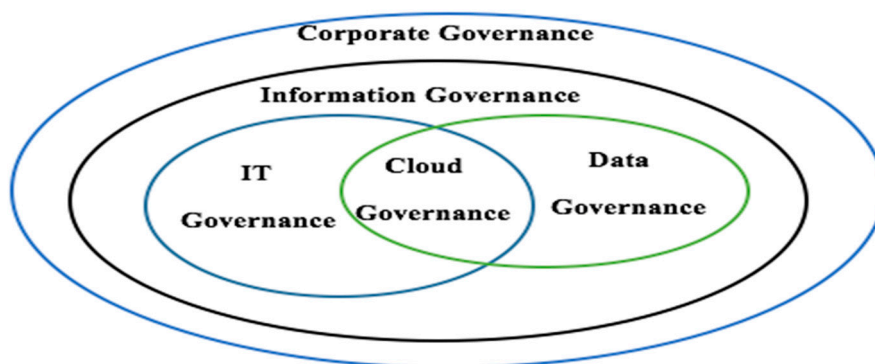 Corporate Governance
Information Governance
IT
Governance
Cloud
Governance
Data
Governance